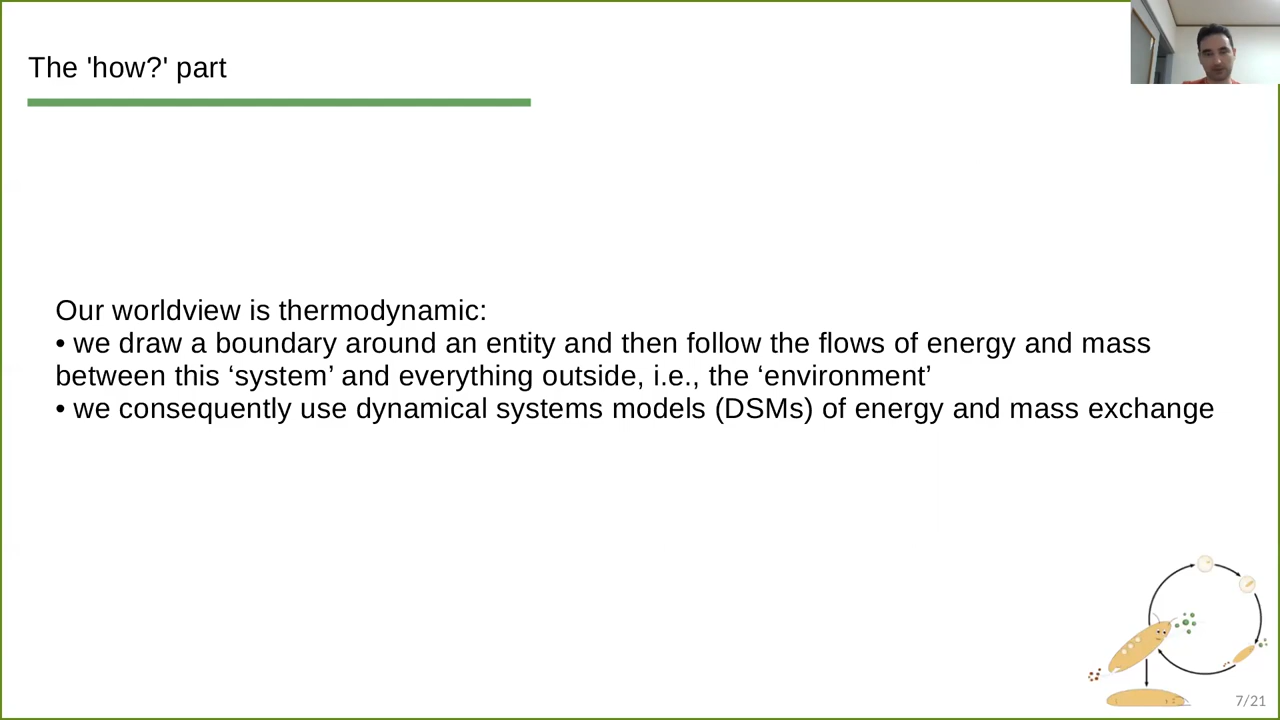 The 'how?' part
Our worldview is thermodynamic:
• we draw a boundary around an entity and then follow the flows of energy and mass
between this ‘system’ and everything outside, i.e., the ‘environment’
• we consequently use dynamical systems models (DSMs) of energy and mass exchange
7/21